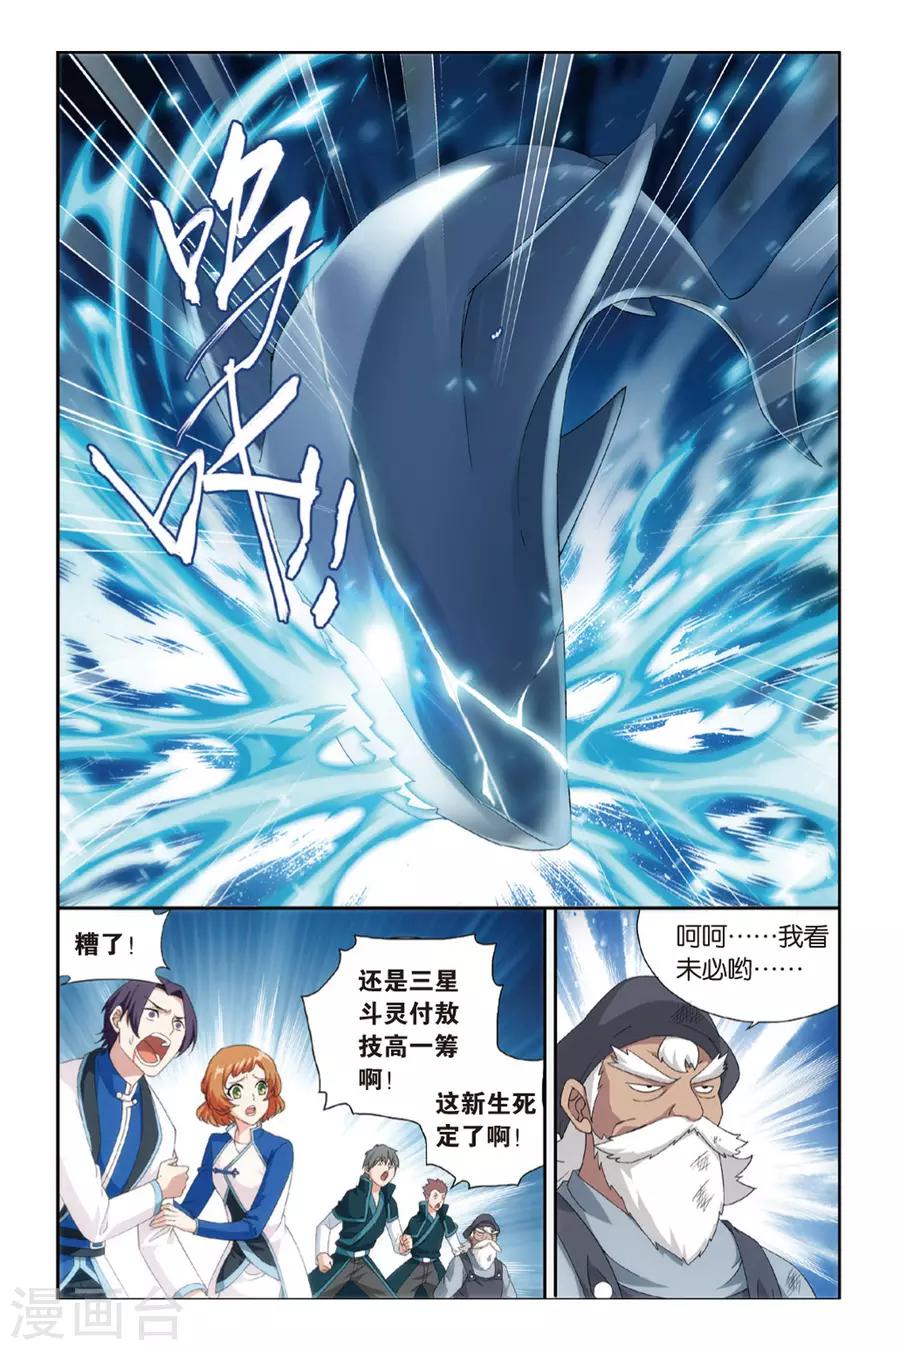 呜哇!!
糟了！
还是三星
斗灵付敖
技高一筹
啊！
这新生死
定了啊！
呵呵……我看
未必哟……
漫画台